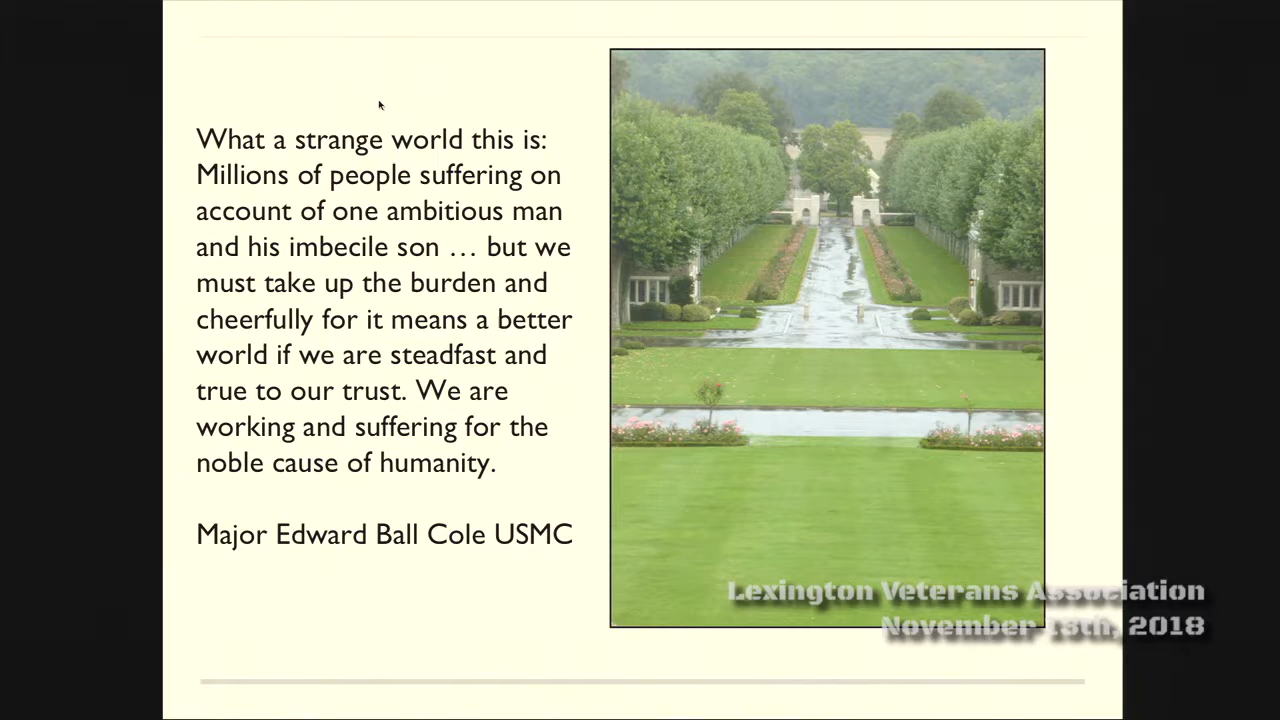 What a strange world this is:
Millions of people suffering on
account of one ambitious man
and his imbecile son … but we
must take up the burden and
cheerfully for it means a better
world if we are steadfast and
true to our trust. We are
working and suffering for the
noble cause of humanity.
Major Edward Ball Cole USMC
Lexington Veterans Association
November 13th, 2018